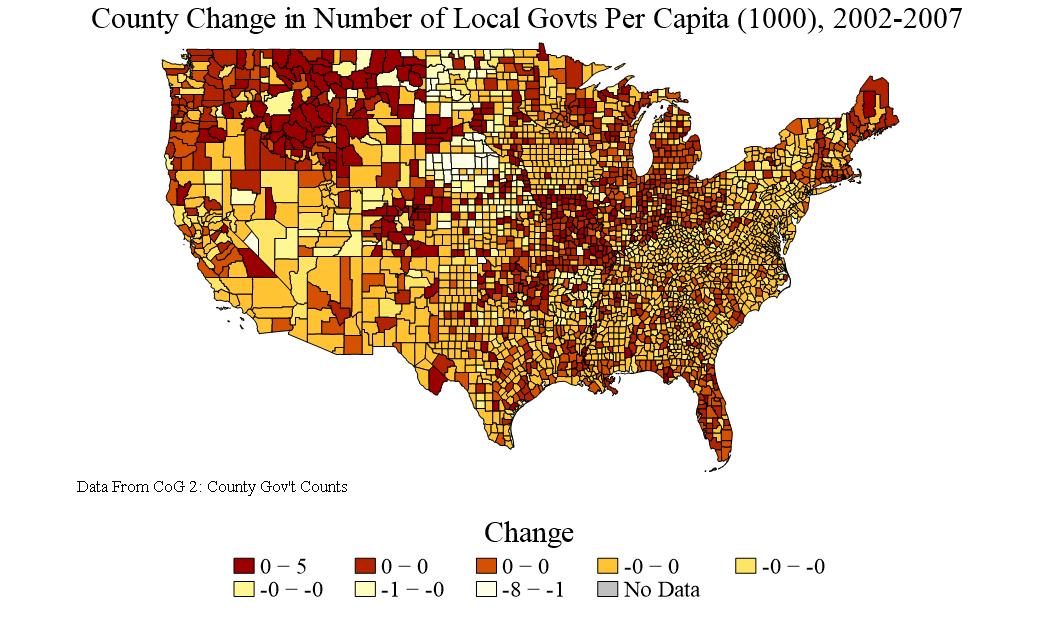 County Change in Number of Local Govts Per Capita (1000), 2002-2007
Data From CoG 2: County Gov't Counts
Change
0 − 5
0 − 0
0 − 0
-0 − 0
-0 − -0
-0 − -0
-1 − -0
-8 − -1
No Data